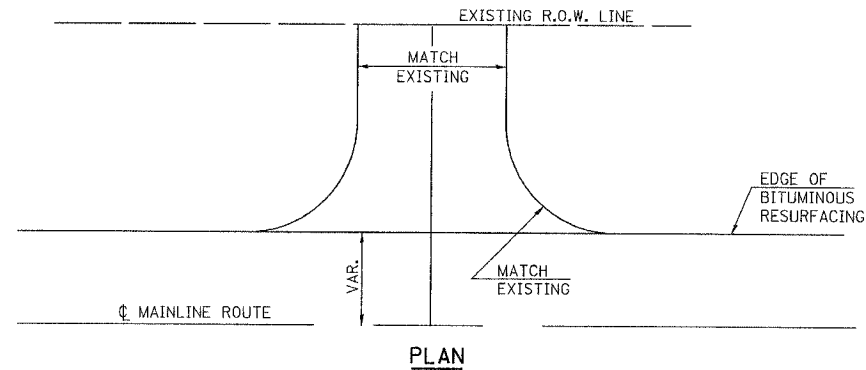 EXISTING R.O.W. LINE
MATCH
EXISTING
EDGE OF
BITUMINOUS
RESURFACING
VAR.
MATCH
EXISTING
℄ MAINLINE ROUTE
PLAN